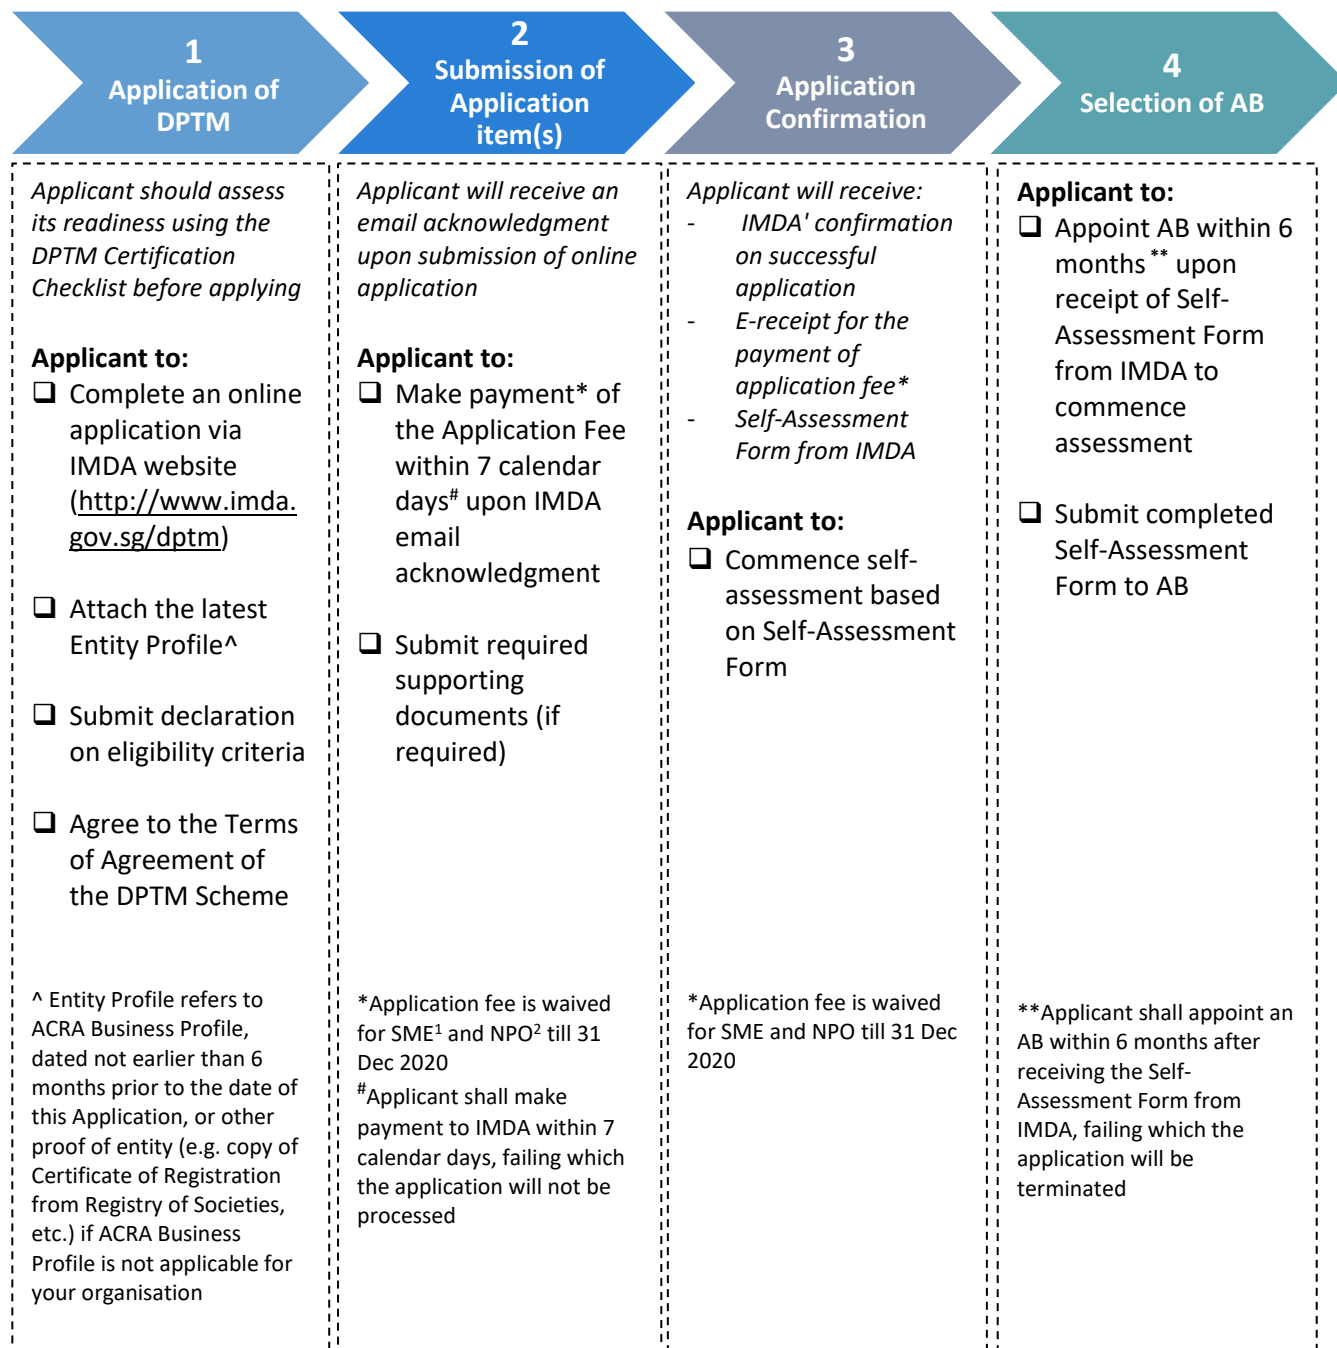 1
Application of
DPTM
2
Submission of
Application
item(s)
3
Application
Confirmation
4
Selection of AB
Applicant should assess
its readiness using the
DPTM Certification
Checklist before applying
Applicant to:
❑ Complete an online
application via
IMDA website
(http://www.imda.
gov.sg/dptm)
❑ Attach the latest
Entity Profile^
❑ Submit declaration
on eligibility criteria
❑ Agree to the Terms
of Agreement of
the DPTM Scheme
^ Entity Profile refers to
ACRA Business Profile,
dated not earlier than 6
months prior to the date of
this Application, or other
proof of entity (e.g. copy of
Certificate of Registration
from Registry of Societies,
etc.) if ACRA Business
Profile is not applicable for
your organisation
Applicant will receive an
email acknowledgment
upon submission of online
application
Applicant to:
❑ Make payment* of
the Application Fee
within 7 calendar
days# upon IMDA
email
acknowledgment
❑ Submit required
supporting
documents (if
required)
*Application fee is waived
for SME1 and NPO2 till 31
Dec 2020
#Applicant shall make
payment to IMDA within 7
calendar days, failing which
the application will not be
processed
Applicant will receive:
- IMDA' confirmation
on successful
application
- E-receipt for the
payment of
application fee*
- Self-Assessment
Form from IMDA
Applicant to:
❑ Commence self-
assessment based
on Self-Assessment
Form
*Application fee is waived
for SME and NPO till 31 Dec
2020
Applicant to:
❑ Appoint AB within 6
months** upon
receipt of Self-
Assessment Form
from IMDA to
commence
assessment
❑ Submit completed
Self-Assessment
Form to AB
**Applicant shall appoint an
AB within 6 months after
receiving the Self-
Assessment Form from
IMDA, failing which the
application will be
terminated